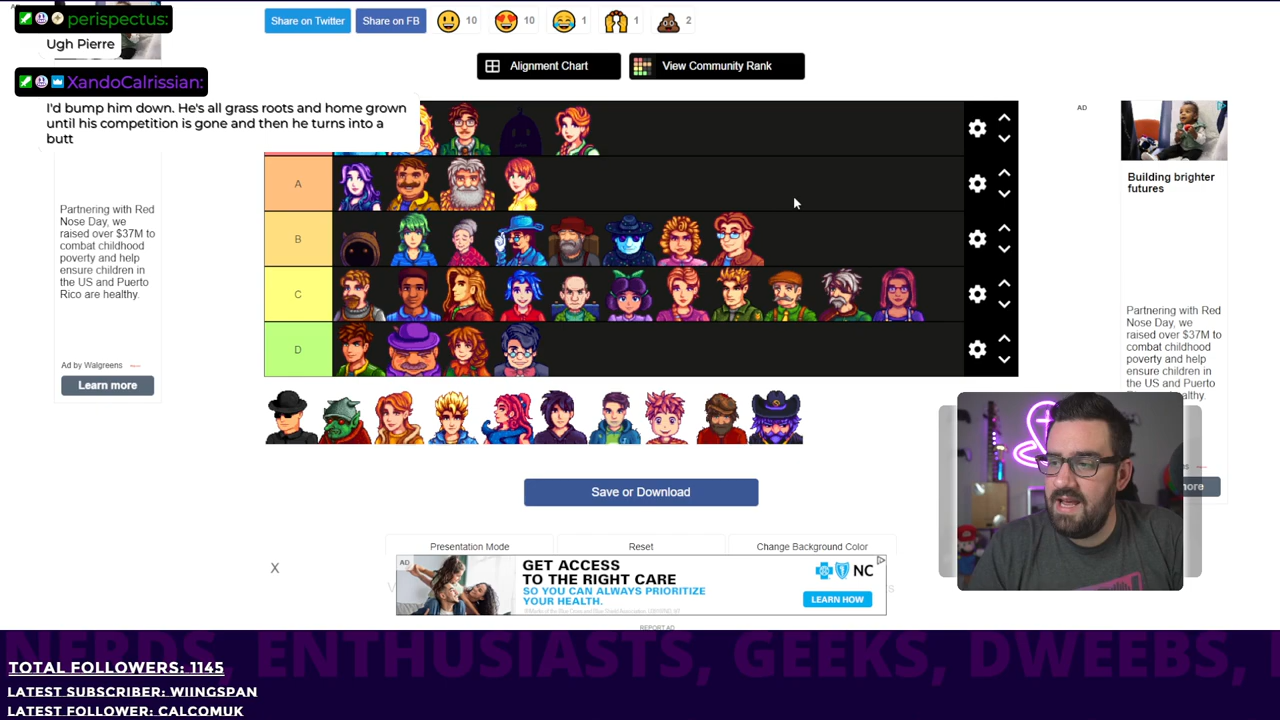 perispectus:
Ugh Pierre
XandoCalrissian:
I'd bump him down. He's all grass roots and home grown
until his competition is gone and then he turns into a
butt
Share on Twitter
Share on FB
10
10
1
1
2
Alignment Chart
View Community Rank
A
B
C
D
AD
Building brighter
futures
Partnering with Red
Nose Day, we
raised over $37M to
combat childhood
poverty and help
ensure children in
the US and Puerto
Rico are healthy.
Ad by Walgreens
Learn more
Partnering with Red
Nose Day, we
raised over $37M to
combat childhood
poverty and help
ensure children in
the US and Puerto
Rico are healthy.
Save or Download
Presentation Mode
Reset
Change Background Color
X
AD
GET ACCESS
TO THE RIGHT CARE
SO YOU CAN ALWAYS PRIORITIZE
YOUR HEALTH.
NC
LEARN HOW
REPORT AD
NERDS, ENTHUSIASTS, GEEKS, DWEEBS,
TOTAL FOLLOWERS: 1145
LATEST SUBSCRIBER: WIINGSPAN
LATEST FOLLOWER: CALCOMUK